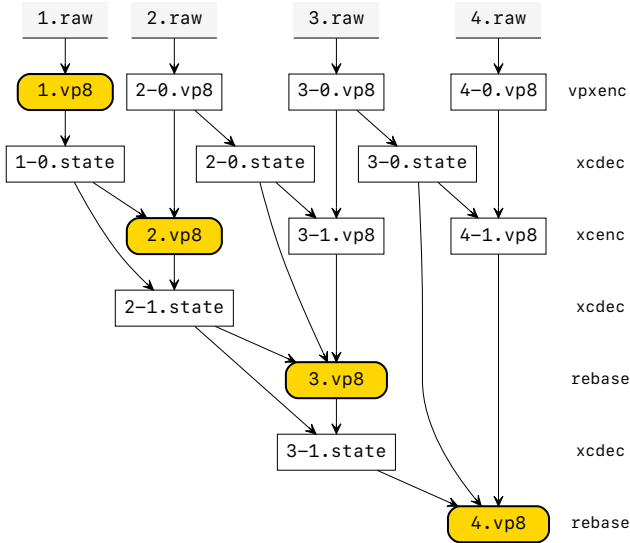 1.raw 2.raw 3.raw 4.raw
1.vp8 2–0.vp8 3–0.vp8 4–0.vp8 vpxenc
1–0.state 2–0.state 3–0.state xcdec
2.vp8 3–1.vp8 4–1.vp8 xcenc
2–1.state xcdec
3.vp8 rebase
3–1.state xcdec
4.vp8 rebase